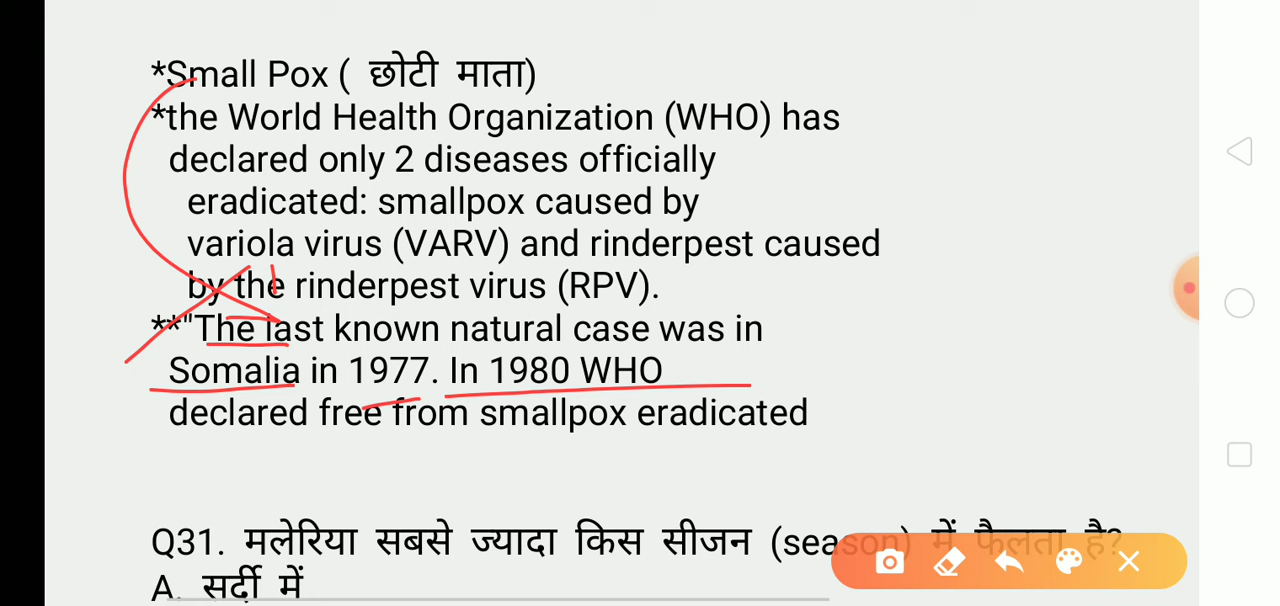 *Small Pox ( छोटी माता)
*the World Health Organization (WHO) has
declared only 2 diseases officially
eradicated: smallpox caused by
variola virus (VARV) and rinderpest caused
by the rinderpest virus (RPV).
**"The last known natural case was in
Somalia in 1977. In 1980 WHO
declared free from smallpox eradicated
Q31. मलेरिया सबसे ज्यादा किस सीजन (season) में फैलता है?
A. सर्दी में